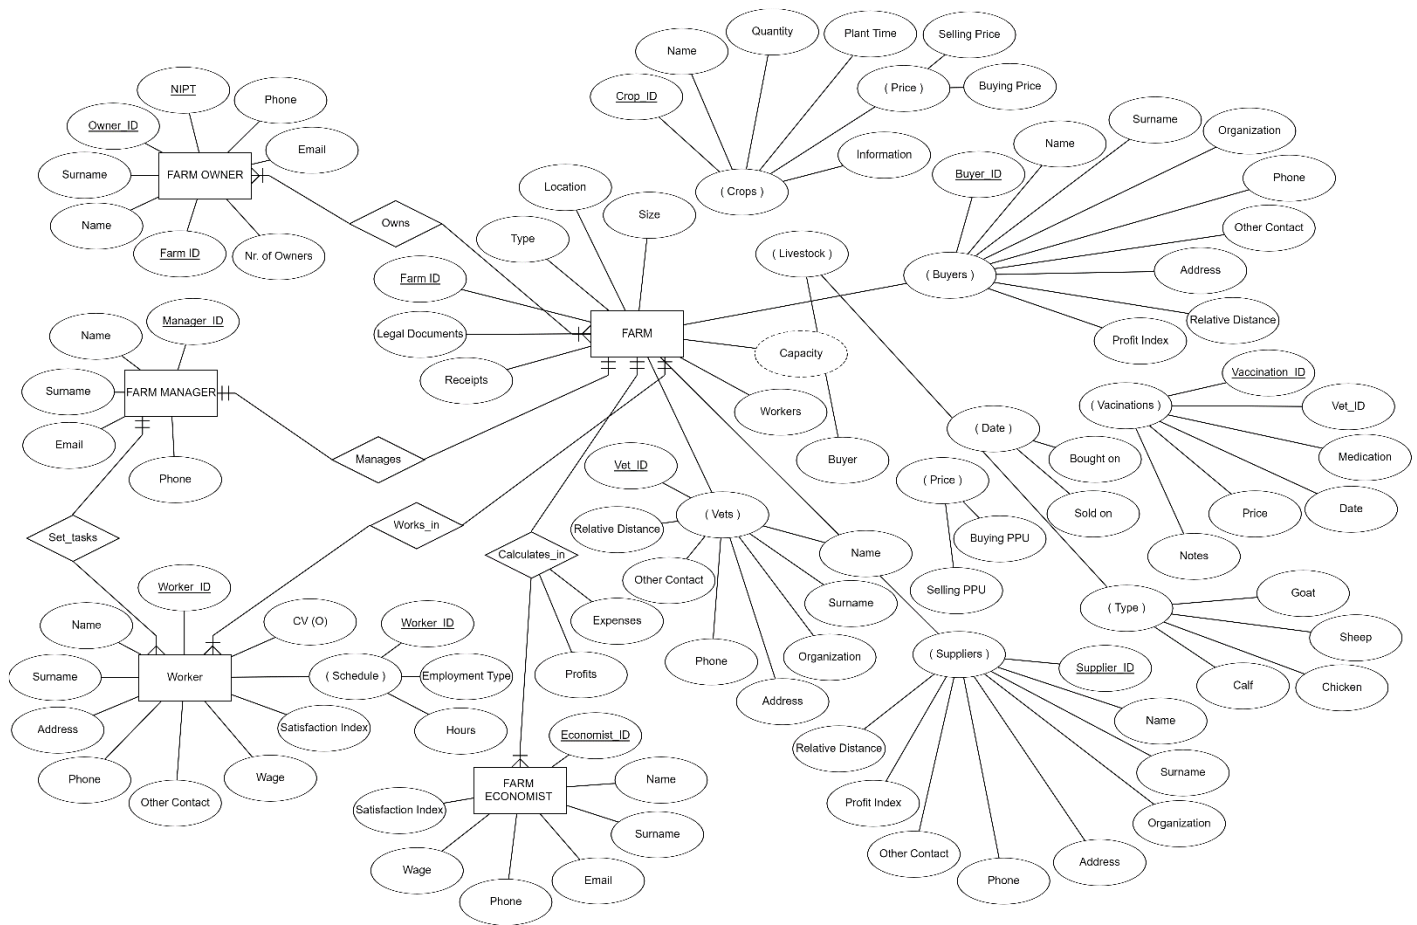 NIPT
Phone
Owner_ID
Email
Surname
FARM OWNER
Name
Farm ID
Nr. of Owners
Owns
Name
Manager_ID
Surname
FARM MANAGER
Email
Phone
Manages
Set_tasks
Works_in
Calculates_in
Expenses
Profits
Worker_ID
Name
CV (O)
Surname
Worker
Address
Phone
Other Contact
Wage
Satisfaction Index
( Schedule )
Worker_ID
Employment Type
Hours
Economist_ID
FARM
ECONOMIST
Name
Surname
Satisfaction Index
Wage
Phone
Email
Location
Size
Type
Farm ID
Legal Documents
Receipts
FARM
Workers
Capacity
Buyer
( Livestock )
Quantity
Plant Time
Selling Price
Name
( Price )
Buying Price
Crop_ID
Information
( Crops )
Surname
Organization
Name
Buyer_ID
Phone
Other Contact
( Buyers )
Address
Relative Distance
Profit Index
Vaccination_ID
( Vacinations )
Vet_ID
Medication
Date
Price
Notes
( Date )
Bought on
Sold on
( Price )
Buying PPU
Selling PPU
( Type )
Goat
Sheep
Chicken
Calf
Vet_ID
( Vets )
Relative Distance
Other Contact
Phone
Address
Organization
Surname
Name
( Suppliers )
Supplier_ID
Name
Surname
Organization
Address
Phone
Other Contact
Profit Index
Relative Distance